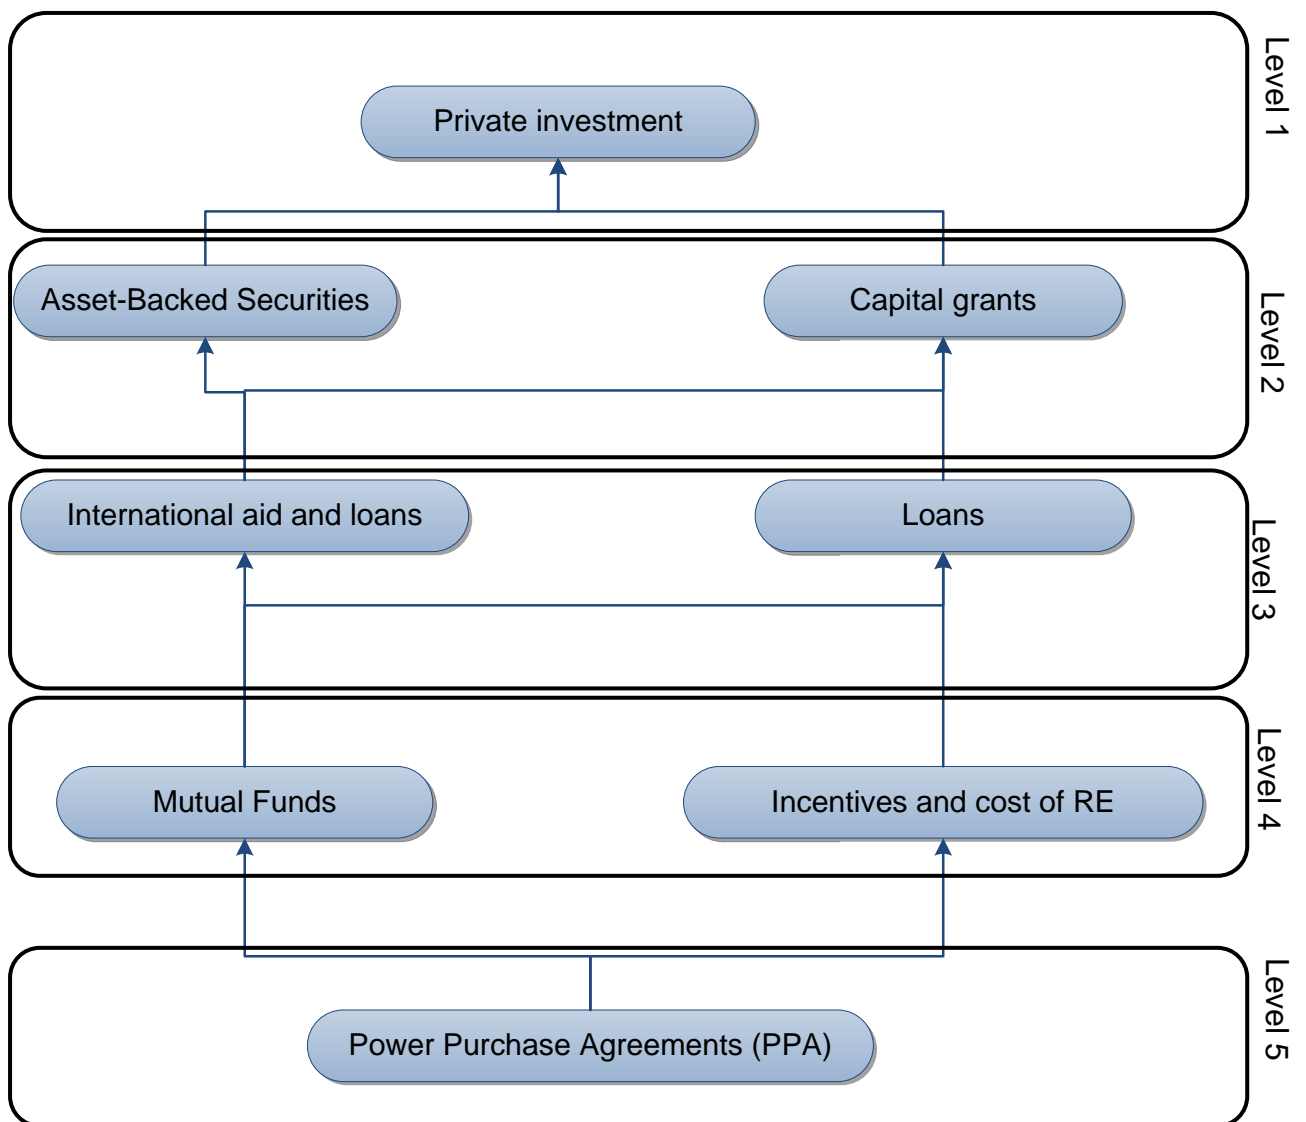 Level 1
Private investment
Asset-Backed Securities
Capital grants
Level 2
International aid and loans
Loans
Level 3
Mutual Funds
Incentives and cost of RE
Level 4
Power Purchase Agreements (PPA)
Level 5